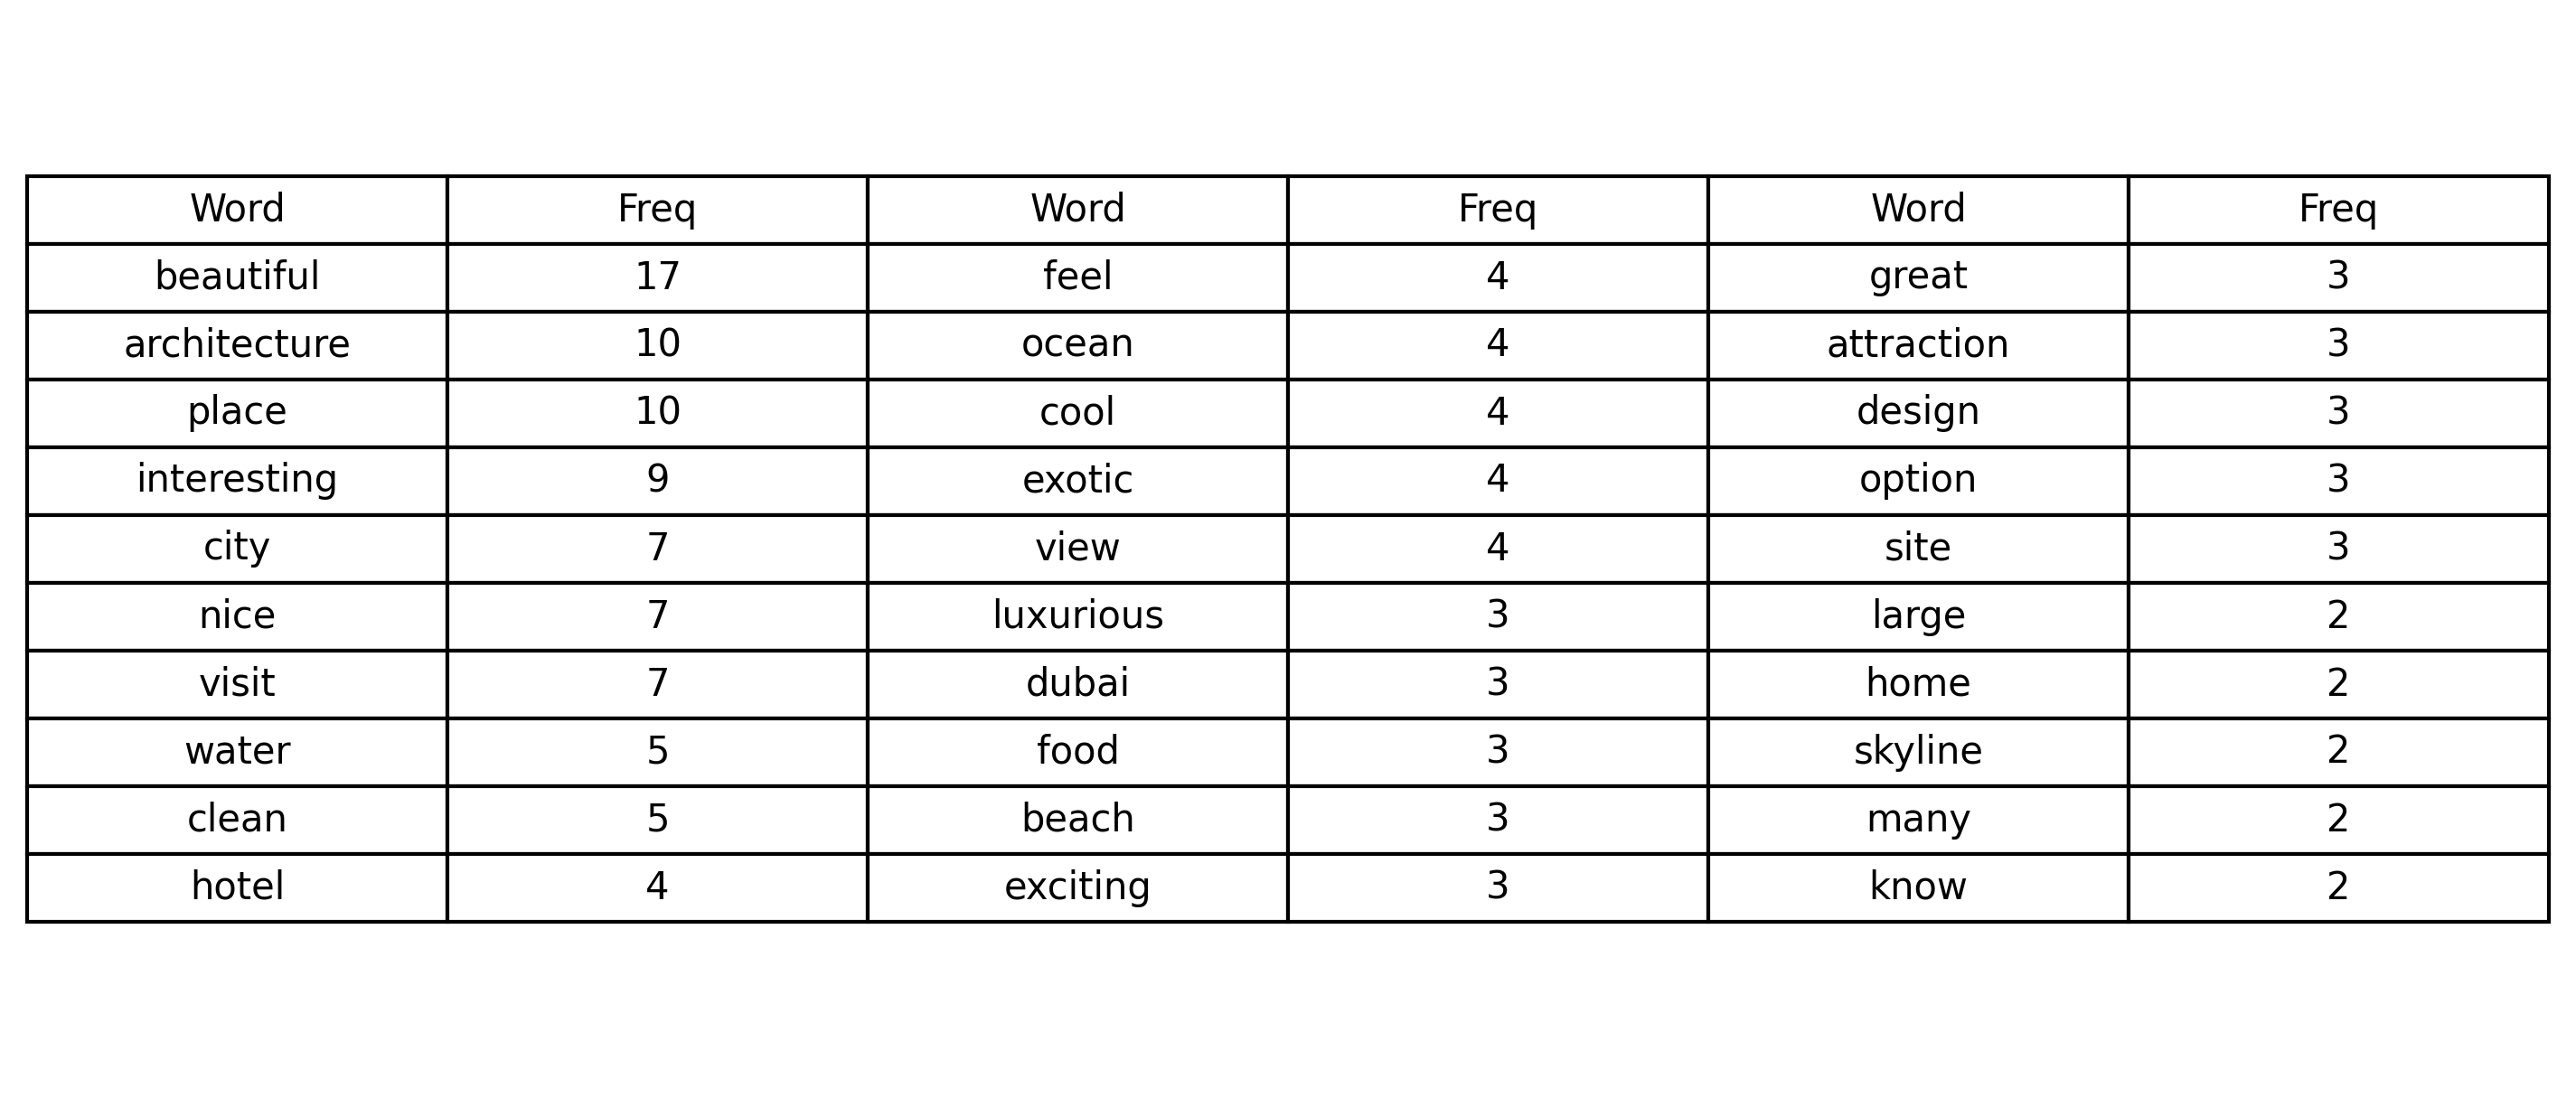 Word Freq Word Freq Word Freq
beautiful 17 feel 4 great 3
architecture 10 ocean 4 attraction 3
place 10 cool 4 design 3
interesting 9 exotic 4 option 3
city 7 view 4 site 3
nice 7 luxurious 3 large 2
visit 7 dubai 3 home 2
water 5 food 3 skyline 2
clean 5 beach 3 many 2
hotel 4 exciting 3 know 2